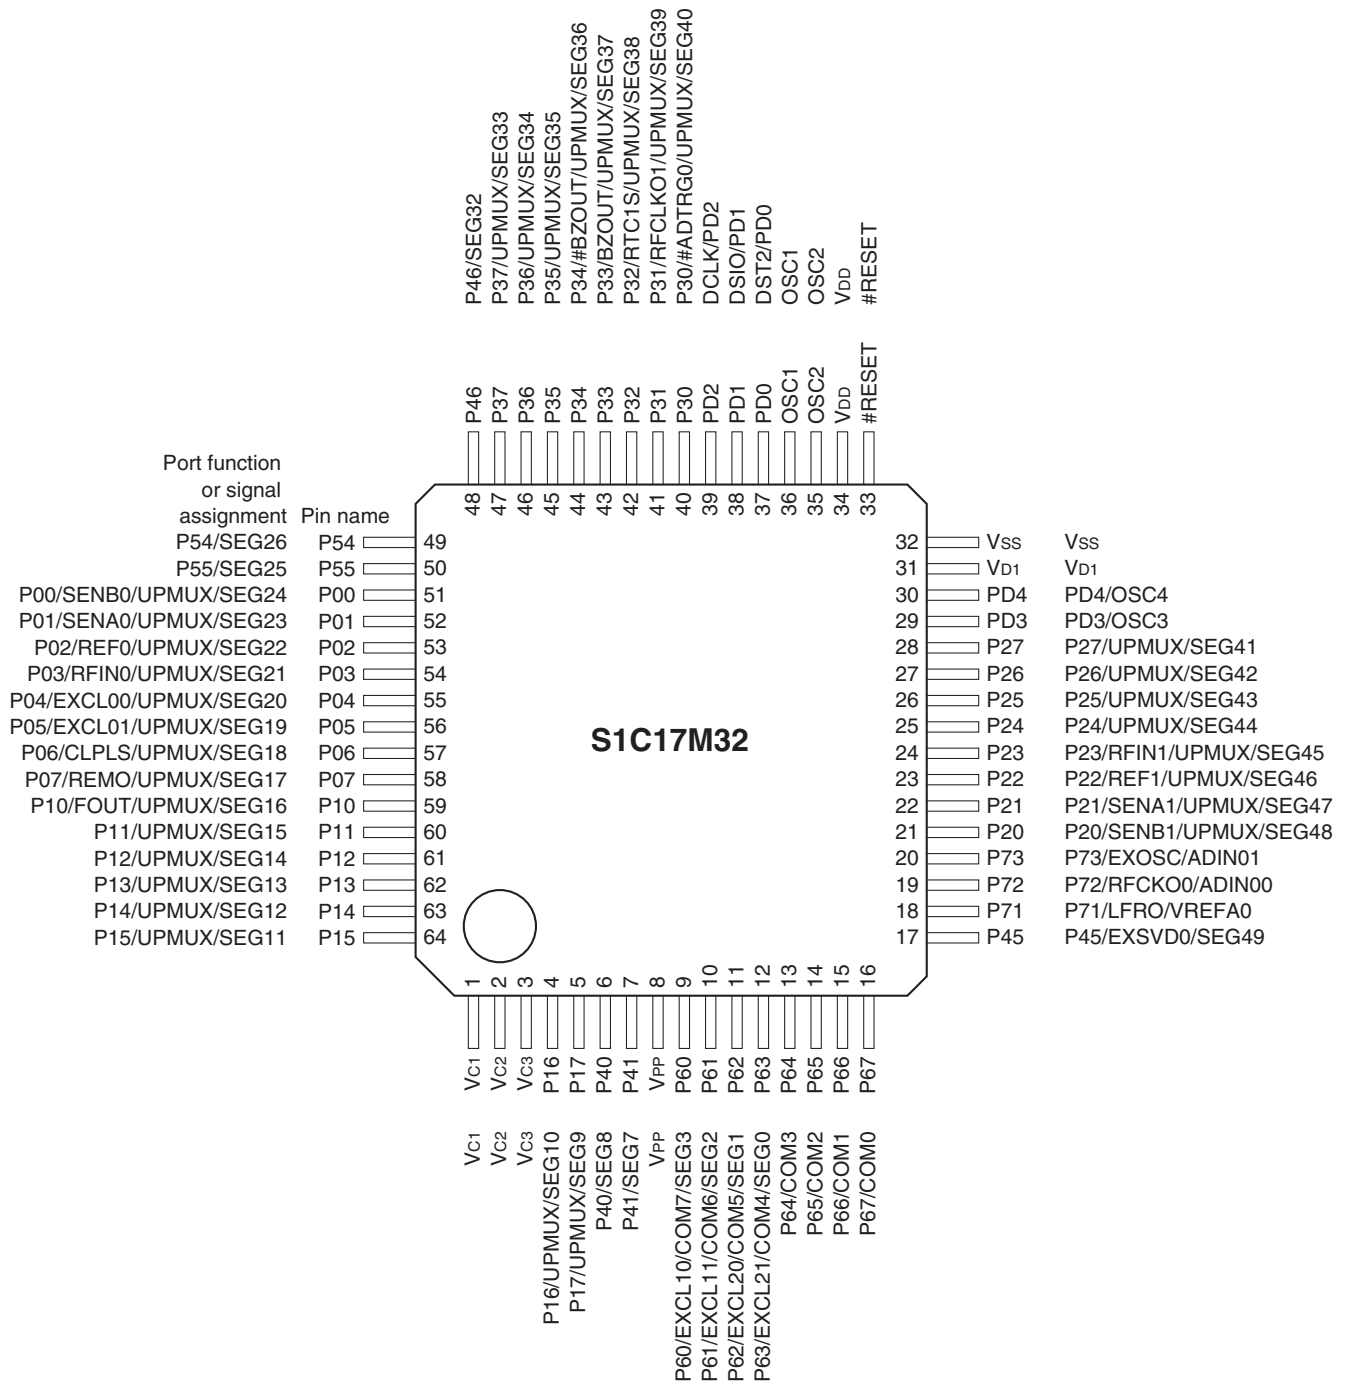 P46/SEG32
P37/UPMUX/SEG33
P36/UPMUX/SEG34
P35/UPMUX/SEG35
P34/#BZOUT/UPMUX/SEG36
P33/BZOUT/UPMUX/SEG37
P32/RTC1S/UPMUX/SEG38
P31/RFCLKO1/UPMUX/SEG39
P30/#ADTRG0/UPMUX/SEG40
DCLK/PD2
DSIO/PD1
DST2/PD0
OSC1
OSC2
VDD
#RESET
P46
P37
P36
P35
P34
P33
P32
P31
P30
PD2
PD1
PD0
OSC1
OSC2
VDD
#RESET
48 47 46 45 44 43 42 41 40 39 38 37 36 35 34 33
Port function
or signal
assignment Pin name
P54/SEG26 P54 49
P55/SEG25 P55 50
P00/SENB0/UPMUX/SEG24 P00 51
P01/SENA0/UPMUX/SEG23 P01 52
P02/REF0/UPMUX/SEG22 P02 53
P03/RFIN0/UPMUX/SEG21 P03 54
P04/EXCL00/UPMUX/SEG20 P04 55
P05/EXCL01/UPMUX/SEG19 P05 56
P06/CLPLS/UPMUX/SEG18 P06 57
P07/REMO/UPMUX/SEG17 P07 58
P10/FOUT/UPMUX/SEG16 P10 59
P11/UPMUX/SEG15 P11 60
P12/UPMUX/SEG14 P12 61
P13/UPMUX/SEG13 P13 62
P14/UPMUX/SEG12 P14 63
P15/UPMUX/SEG11 P15 64
S1C17M32
32 VSS VSS
31 VD1 VD1
30 PD4 PD4/OSC4
29 PD3 PD3/OSC3
28 P27 P27/UPMUX/SEG41
27 P26 P26/UPMUX/SEG42
26 P25 P25/UPMUX/SEG43
25 P24 P24/UPMUX/SEG44
24 P23 P23/RFIN1/UPMUX/SEG45
23 P22 P22/REF1/UPMUX/SEG46
22 P21 P21/SENA1/UPMUX/SEG47
21 P20 P20/SENB1/UPMUX/SEG48
20 P73 P73/EXOSC/ADIN01
19 P72 P72/RFCKO0/ADIN00
18 P71 P71/LFRO/VREFA0
17 P45 P45/EXSVD0/SEG49
1 2 3 4 5 6 7 8 9 10 11 12 13 14 15 16
VC1
VC2
VC3
P16
P17
P40
P41
VPP
P60
P61
P62
P63
P64
P65
P66
P67
VC1
VC2
VC3
P16/UPMUX/SEG10
P17/UPMUX/SEG9
P40/SEG8
P41/SEG7
VPP
P60/EXCL10/COM7/SEG3
P61/EXCL11/COM6/SEG2
P62/EXCL20/COM5/SEG1
P63/EXCL21/COM4/SEG0
P64/COM3
P65/COM2
P66/COM1
P67/COM0